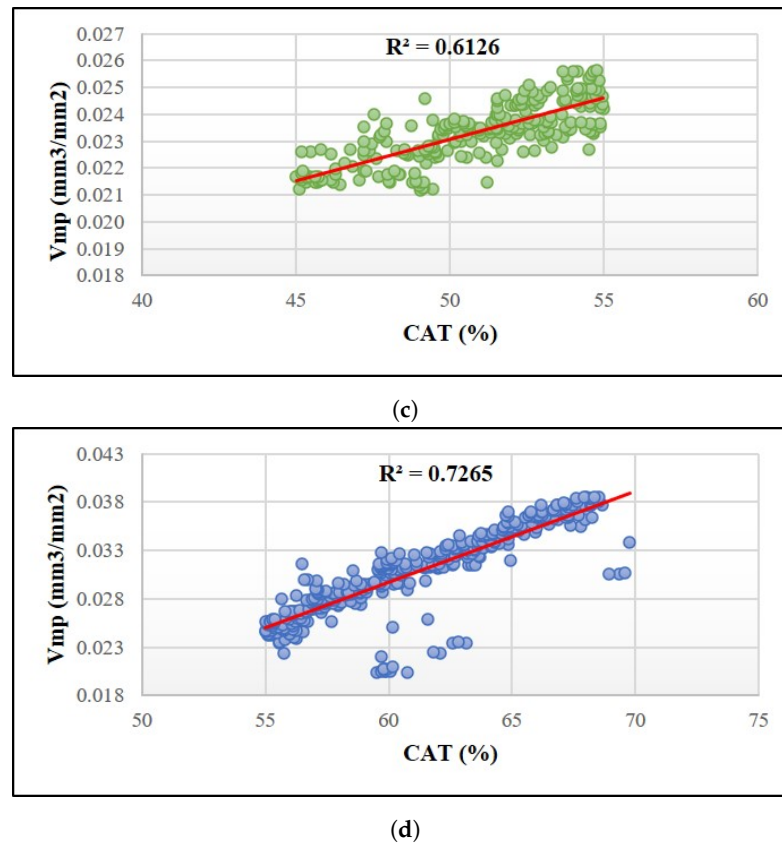 R² = 0.6126
Vmp (mm3/mm2)
0.027
0.026
0.025
0.024
0.023
0.022
0.021
0.020
0.019
0.018
40 45 50 55 60
CAT (%)
(c)
R² = 0.7265
Vmp (mm3/mm2)
0.043
0.038
0.033
0.028
0.023
0.018
50 55 60 65 70 75
CAT (%)
(d)